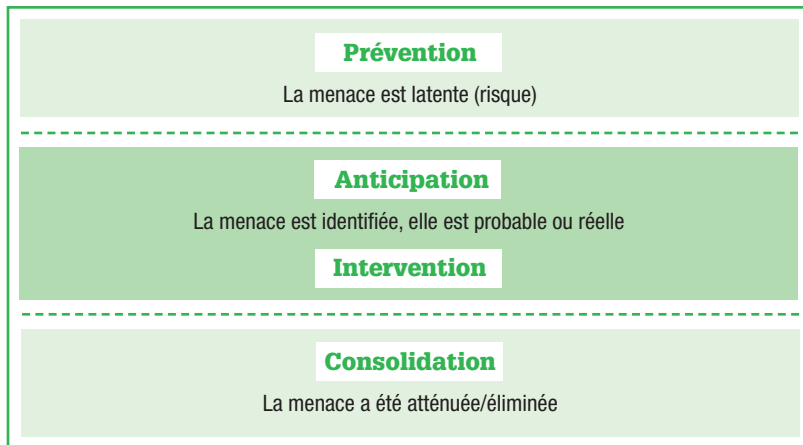 Prévention
La menace est latente (risque)
Anticipation
La menace est identifiée, elle est probable ou réelle
Intervention
Consolidation
La menace a été atténuée/éliminée